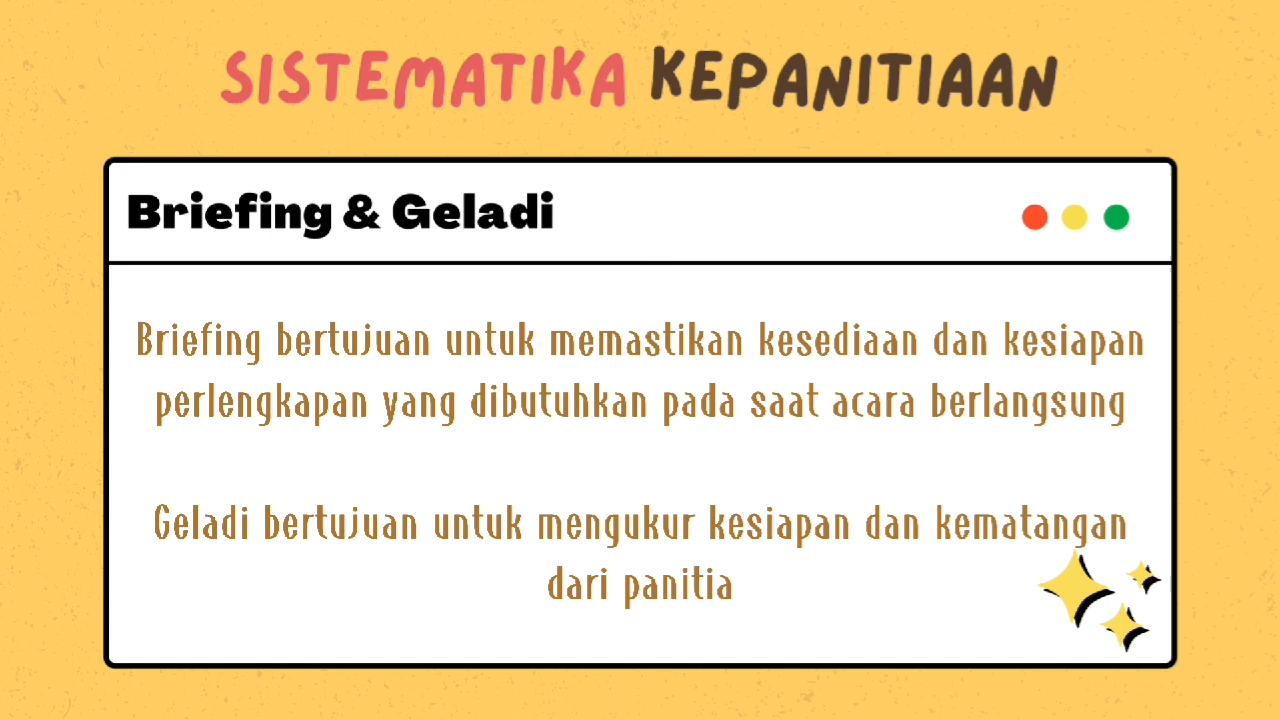 SISTEMATIKA KEPANITIAAN
Briefing & Geladi
Briefing bertujuan untuk memastikan kesediaan dan kesiapan
perlengkapan yang dibutuhkan pada saat acara berlangsung
Geladi bertujuan untuk mengukur kesiapan dan kematangan
dari panitia